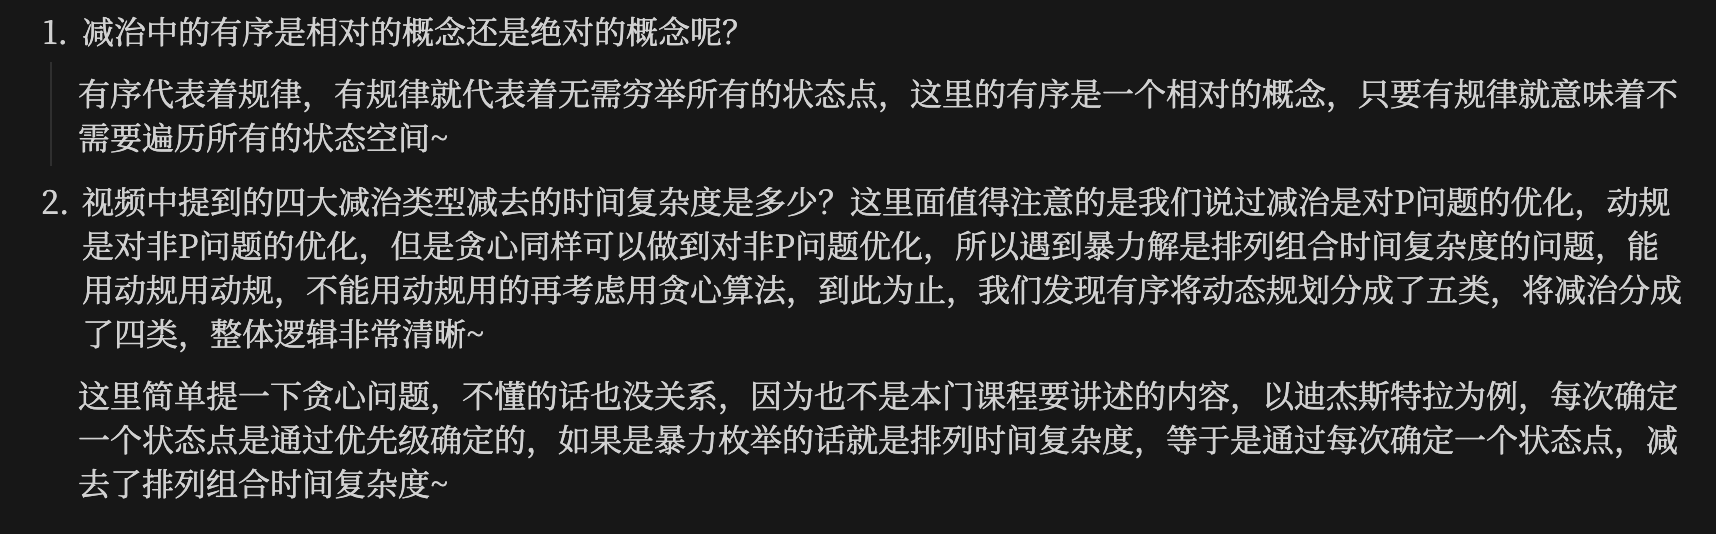 1. 减治中的有序是相对的概念还是绝对的概念呢？
有序代表着规律，有规律就代表着无需穷举所有的状态点，这里的有序是一个相对的概念，只要有规律就意味着不
需要遍历所有的状态空间~
2. 视频中提到的四大减治类型减去的时间复杂度是多少？这里面值得注意的是我们说过减治是对P问题的优化，动规
是对非P问题的优化，但是贪心同样可以做到对非P问题优化，所以遇到暴力解是排列组合时间复杂度的问题，能
用动规用动规，不能用动规用的再考虑用贪心算法，到此为止，我们发现有序将动态规划分成了五类，将减治分成
了四类，整体逻辑非常清晰~
这里简单提一下贪心问题，不懂的话也没关系，因为也不是本门课程要讲述的内容，以迪杰斯特拉为例，每次确定
一个状态点是通过优先级确定的，如果是暴力枚举的话就是排列时间复杂度，等于是通过每次确定一个状态点，减
去了排列组合时间复杂度~